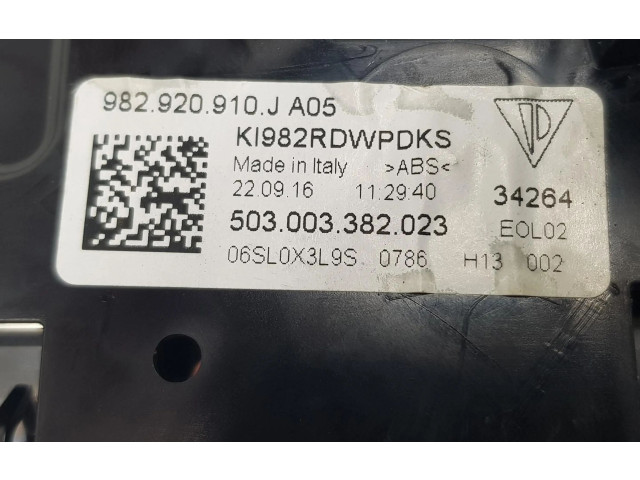 982.920.910.J A05
KI982RDWPDKS
Made in Italy >ABS<
22.09.16 11:29:40 34264
503.003.382.023 EOL02
06SL0X3L9S 0786 H13 002